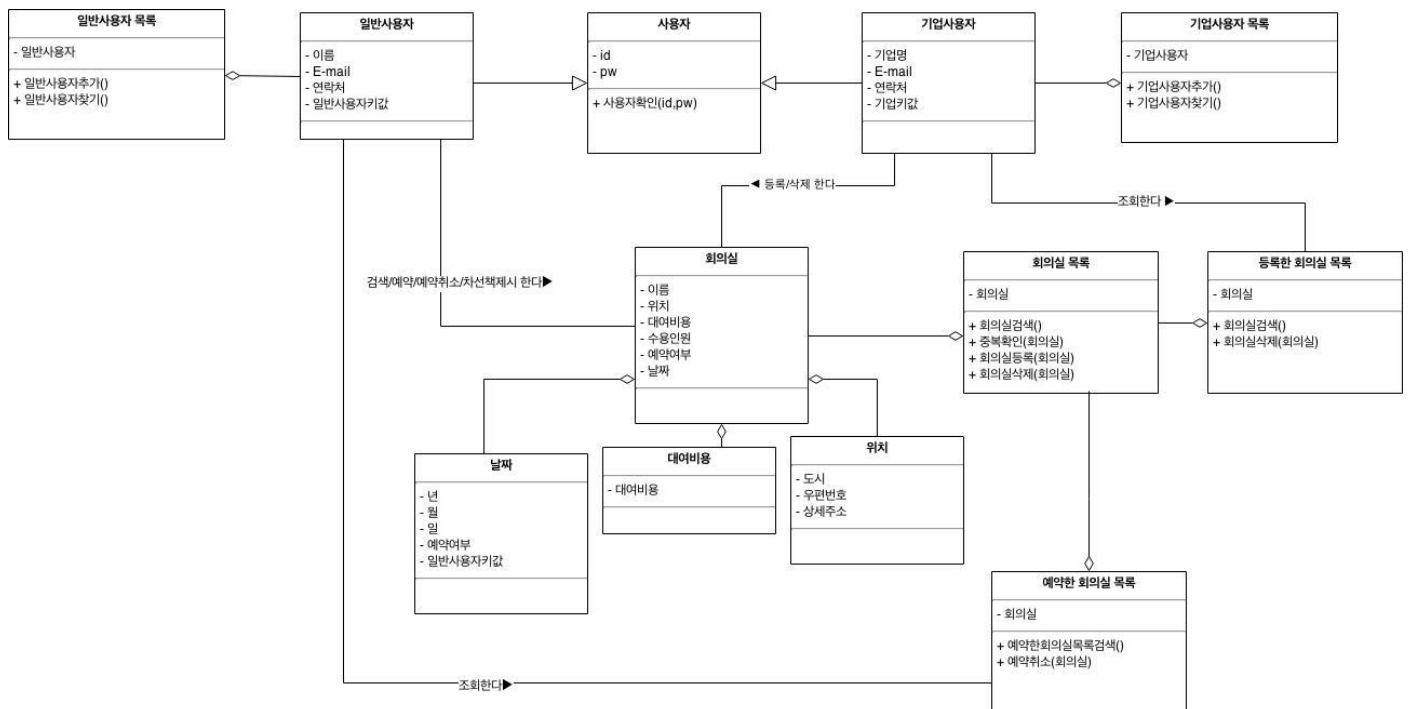 일반사용자 목록
- 일반사용자
+ 일반사용자추가()
+ 일반사용자찾기()
일반사용자
- 이름
- E-mail
- 연락처
- 일반사용자키값
사용자
- id
- pw
+ 사용자확인(id,pw)
기업사용자
- 기업명
- E-mail
- 연락처
- 기업키값
기업사용자 목록
- 기업사용자
+ 기업사용자추가()
+ 기업사용자찾기()
◀ 등록/삭제 한다
조회한다 ▶
검색/예약/예약취소/차선책제시 한다▶
회의실
- 이름
- 위치
- 대여비용
- 수용인원
- 예약여부
- 날짜
회의실 목록
- 회의실
+ 회의실검색()
+ 중복확인(회의실)
+ 회의실등록(회의실)
+ 회의실삭제(회의실)
등록한 회의실 목록
- 회의실
+ 회의실검색()
+ 회의실삭제(회의실)
날짜
- 년
- 월
- 일
- 예약여부
- 일반사용자키값
대여비용
- 대여비용
위치
- 도시
- 우편번호
- 상세주소
예약한 회의실 목록
- 회의실
+ 예약한회의실목록검색()
+ 예약취소(회의실)
조회한다▶